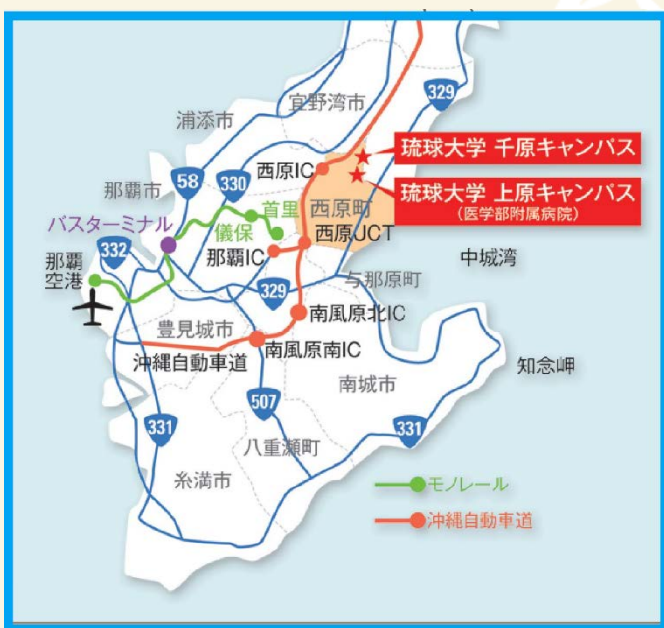 宜野湾市
329
浦添市
琉球大学 千原キャンパス
西原IC
58
330
那覇市
首里
西原町
琉球大学 上原キャンパス
(医学部附属病院)
バスターミナル
儀保
西原JCT
332
那覇IC
那覇
空港
中城湾
与那原町
329
南風原北IC
豊見城市
沖縄自動車道
南風原南IC
知念岬
南城市
507
331
331
八重瀬町
糸満市
モノレール
沖縄自動車道